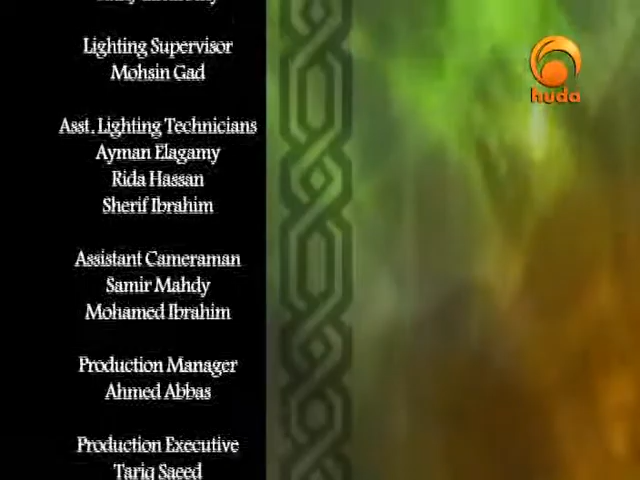 Lighting Supervisor
Mohsin Gad
Asst. Lighting Technicians
Ayman Elagamy
Rida Hassan
Sherif Ibrahim
Assistant Cameraman
Samir Mahdy
Mohamed Ibrahim
Production Manager
Ahmed Abbas
Production Executive
Tariq Saeed
huda